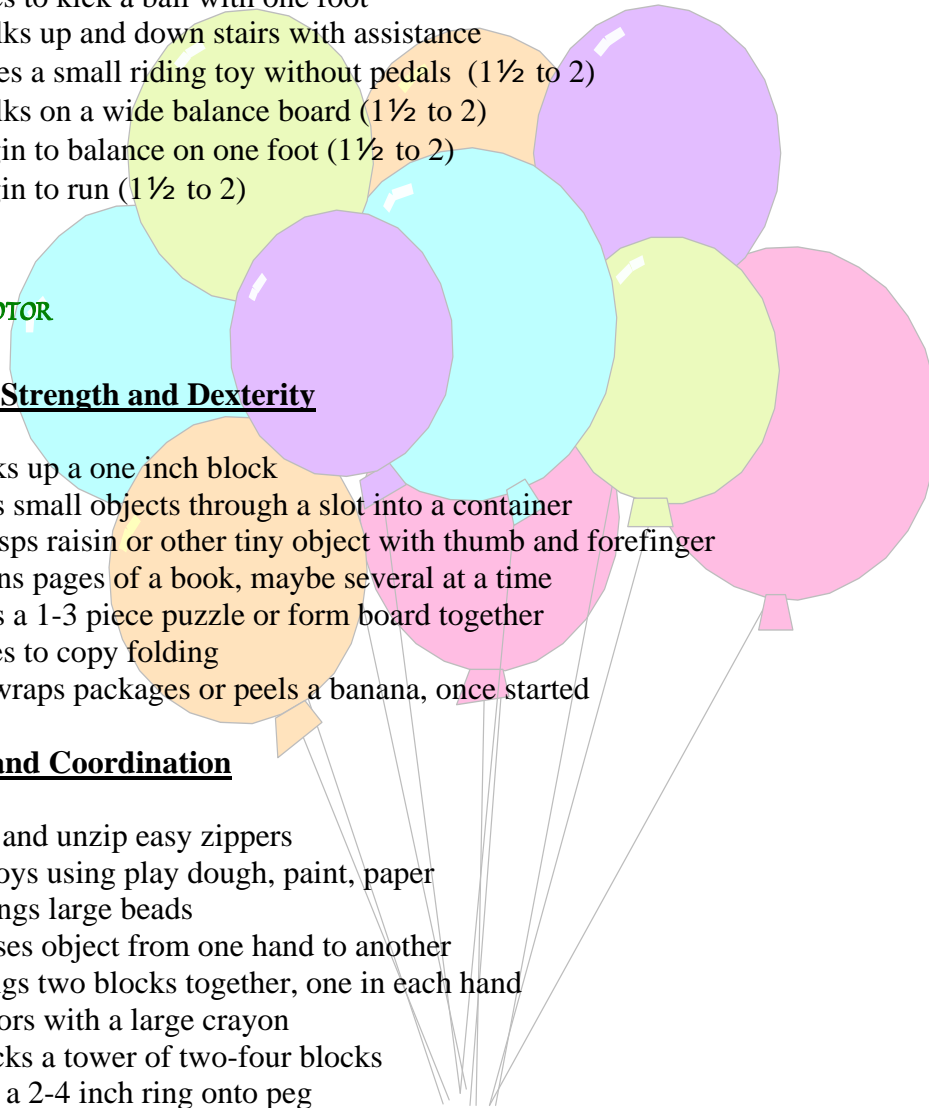 es to kick a ball with one foot
lks up and down stairs with assistance
es a small riding toy without pedals (1½ to 2)
lks on a wide balance board (1½ to 2)
in to balance on one foot (1½ to 2)
in to run (1½ to 2)
OTOR
Strength and Dexterity
ks up a one inch block
s small objects through a slot into a container
sps raisin or other tiny object with thumb and forefinger
ns pages of a book, maybe several at a time
s a 1-3 piece puzzle or form board together
es to copy folding
wraps packages or peels a banana, once started
and Coordination
and unzip easy zippers
oys using play dough, paint, paper
ngs large beads
ses object from one hand to another
gs two blocks together, one in each hand
ors with a large crayon
cks a tower of two-four blocks
a 2-4 inch ring onto peg